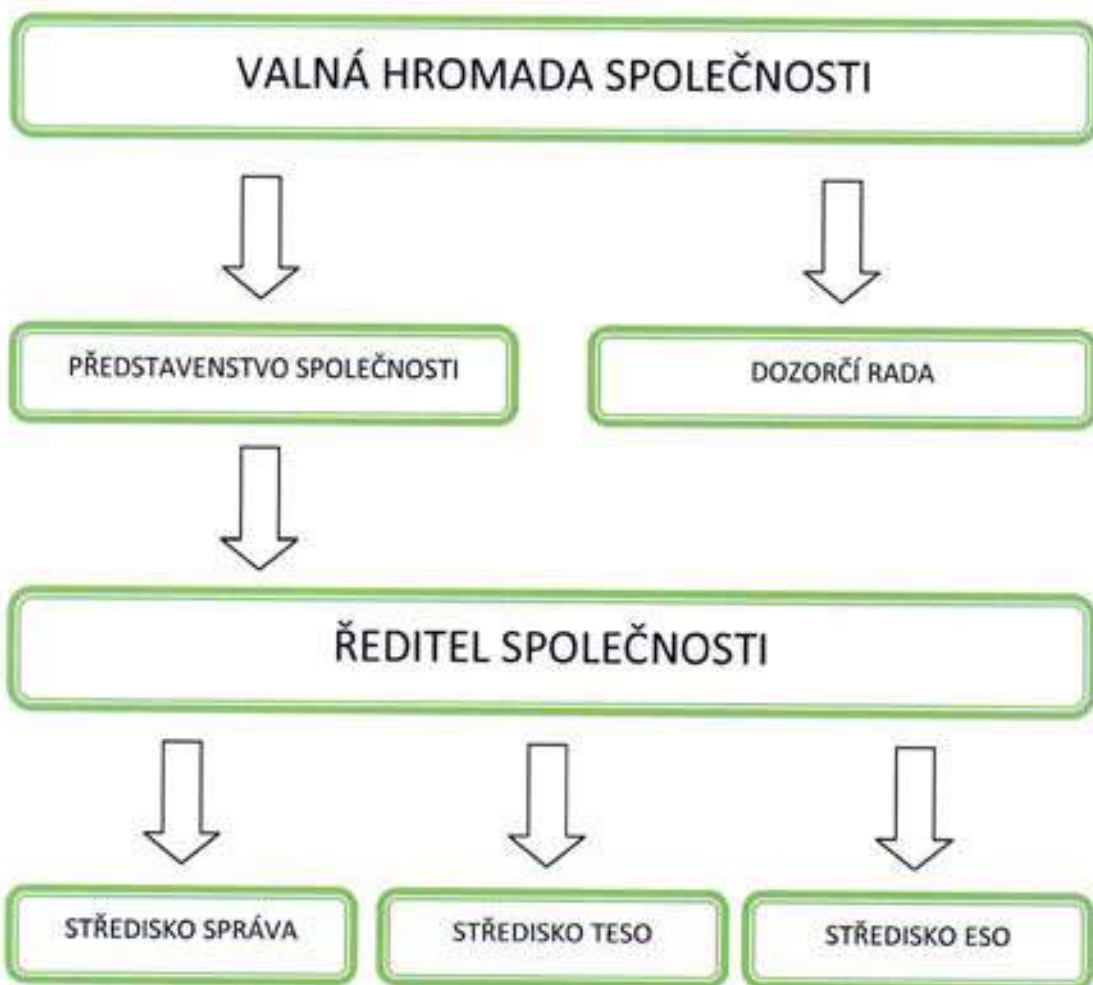 VALNÁ HROMADA SPOLEČNOSTI
PŘEDSTAVENSTVO SPOLEČNOSTI
DOZORČÍ RADA
ŘEDITEL SPOLEČNOSTI
STŘEDISKO SPRÁVA
STŘEDISKO TESO
STŘEDISKO ESO